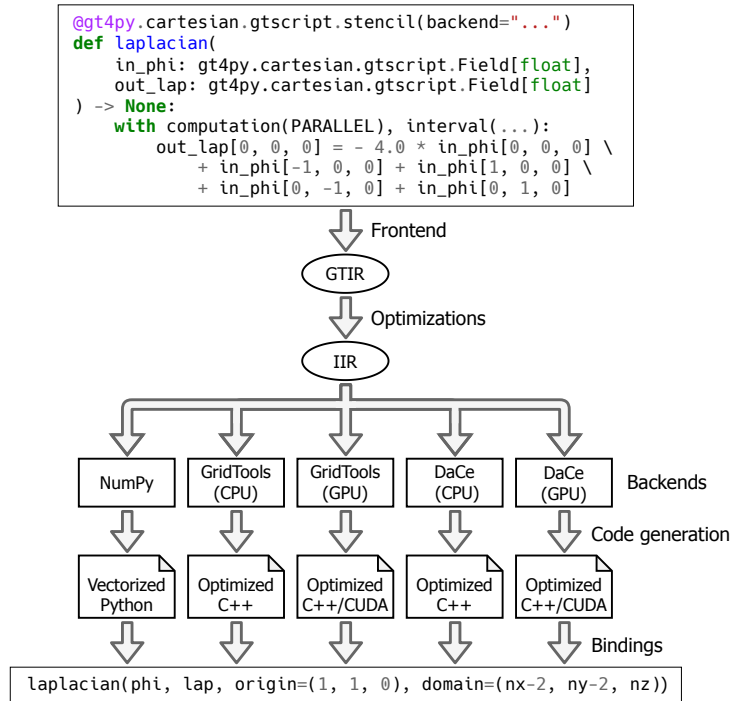 @gt4py.cartesian.gtscript.stencil(backend="...")
def laplacian(
    in_phi: gt4py.cartesian.gtscript.Field[float],
    out_lap: gt4py.cartesian.gtscript.Field[float]
) -> None:
    with computation(PARALLEL), interval(...):
        out_lap[0, 0, 0] = - 4.0 * in_phi[0, 0, 0] \
            + in_phi[-1, 0, 0] + in_phi[1, 0, 0] \
            + in_phi[0, -1, 0] + in_phi[0, 1, 0]
Frontend
GTIR
Optimizations
IIR
NumPy
GridTools
(CPU)
GridTools
(GPU)
DaCe
(CPU)
DaCe
(GPU)
Backends
Code generation
Vectorized
Python
Optimized
C++
Optimized
C++/CUDA
Optimized
C++
Optimized
C++/CUDA
Bindings
laplacian(phi, lap, origin=(1, 1, 0), domain=(nx-2, ny-2, nz))